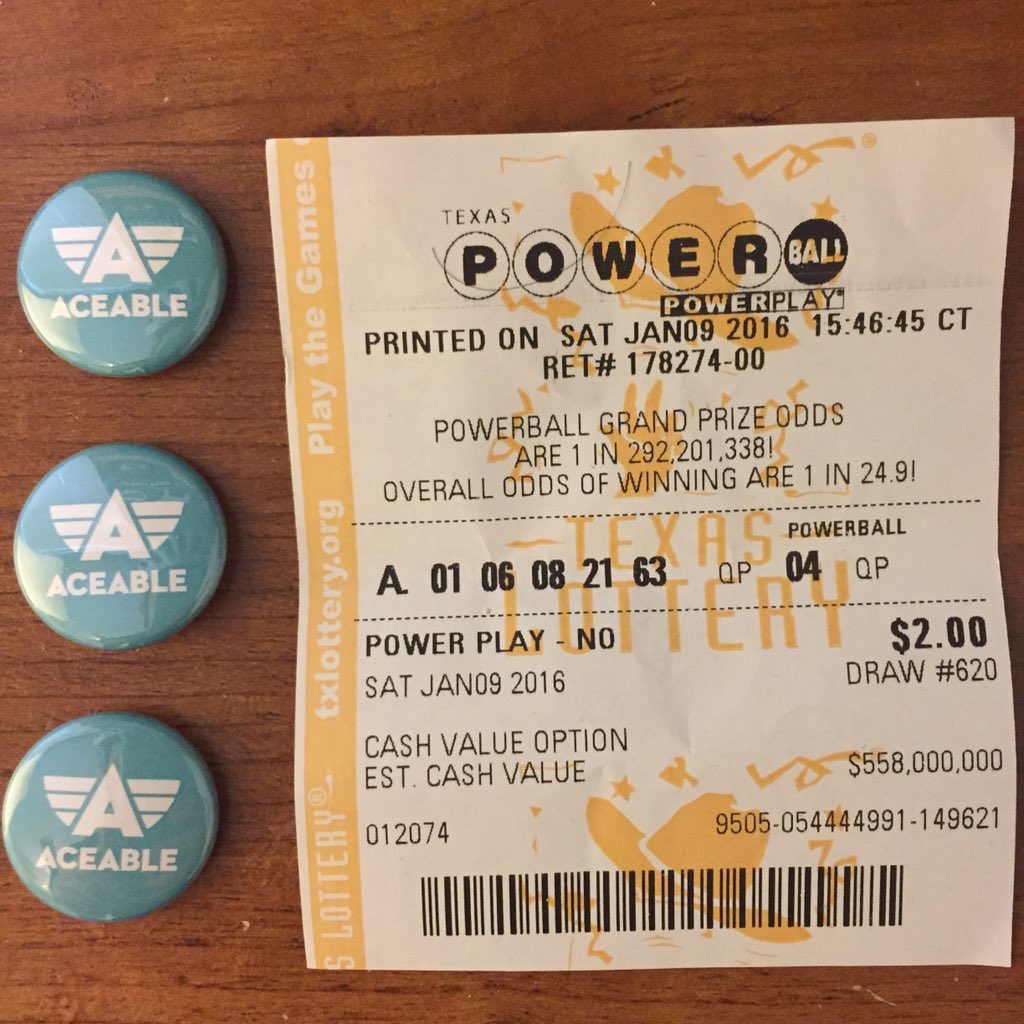 ACEABLE
ACEABLE
ACEABLE
S LOTTERY® txlottery.org Play the Games
TEXAS
POWERBALL
POWERPLAY®
PRINTED ON SAT JAN09 2016 15:46:45 CT
RET# 178274-00
POWERBALL GRAND PRIZE ODDS
ARE 1 IN 292,201,338!
OVERALL ODDS OF WINNING ARE 1 IN 24.9!
TEXAS
LOTTERY
POWERBALL
A. 01 06 08 21 63 QP 04 QP
POWER PLAY - NO $2.00
SAT JAN09 2016 DRAW #620
CASH VALUE OPTION
EST. CASH VALUE $558,000,000
012074 9505-054444991-149621